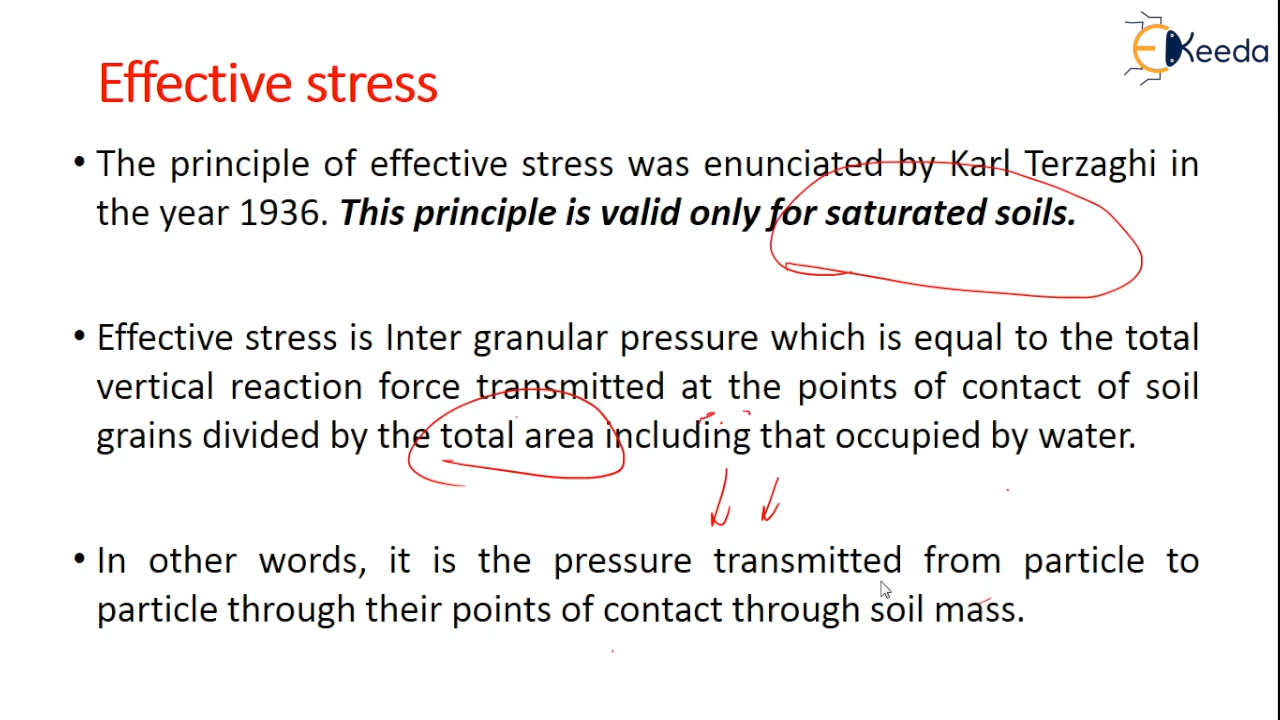 EKeeda
Effective stress
• The principle of effective stress was enunciated by Karl Terzaghi in
the year 1936. This principle is valid only for saturated soils.
• Effective stress is Inter granular pressure which is equal to the total
vertical reaction force transmitted at the points of contact of soil
grains divided by the total area including that occupied by water.
• In other words, it is the pressure transmitted from particle to
particle through their points of contact through soil mass.